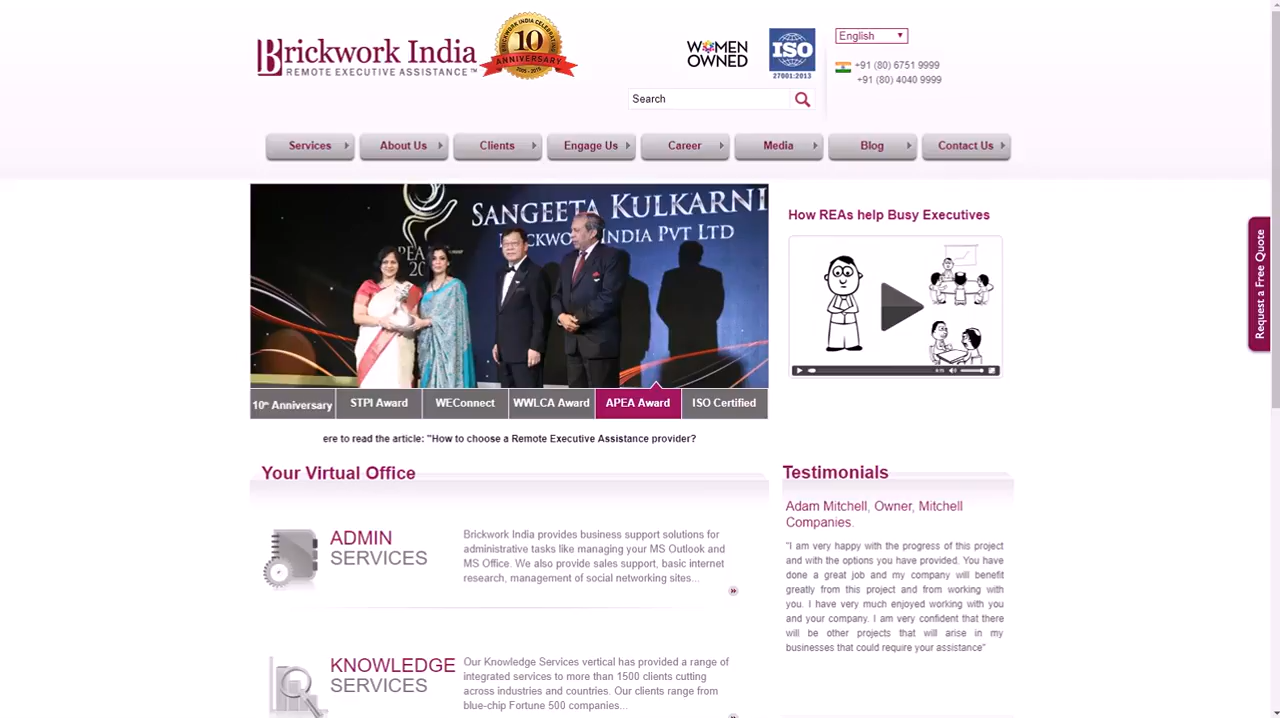 Brickwork India
REMOTE EXECUTIVE ASSISTANCE™
BRICKWORK INDIA CELEBRATING
10
ANNIVERSARY
2005 - 2015
WOMEN
OWNED
ISO
27001:2013
English
+91 (80) 6751 9999
+91 (80) 4040 9999
Search
Services
About Us
Clients
Engage Us
Career
Media
Blog
Contact Us
SANGEETA KULKARNI
INDIA PVT LTD
APEA
20
How REAs help Busy Executives
Request a Free Quote
10th Anniversary
STPI Award
WEConnect
WWLCA Award
APEA Award
ISO Certified
ere to read the article: "How to choose a Remote Executive Assistance provider?
Your Virtual Office
ADMIN
SERVICES
Brickwork India provides business support solutions for
administrative tasks like managing your MS Outlook and
MS Office. We also provide sales support, basic internet
research, management of social networking sites...
KNOWLEDGE
SERVICES
Our Knowledge Services vertical has provided a range of
integrated services to more than 1500 clients cutting
across industries and countries. Our clients range from
blue-chip Fortune 500 companies...
Testimonials
Adam Mitchell, Owner, Mitchell
Companies.
"I am very happy with the progress of this project
and with the options you have provided. You have
done a great job and my company will benefit
greatly from this project and from working with
you. I have very much enjoyed working with you
and your company. I am very confident that there
will be other projects that will arise in my
businesses that could require your assistance"